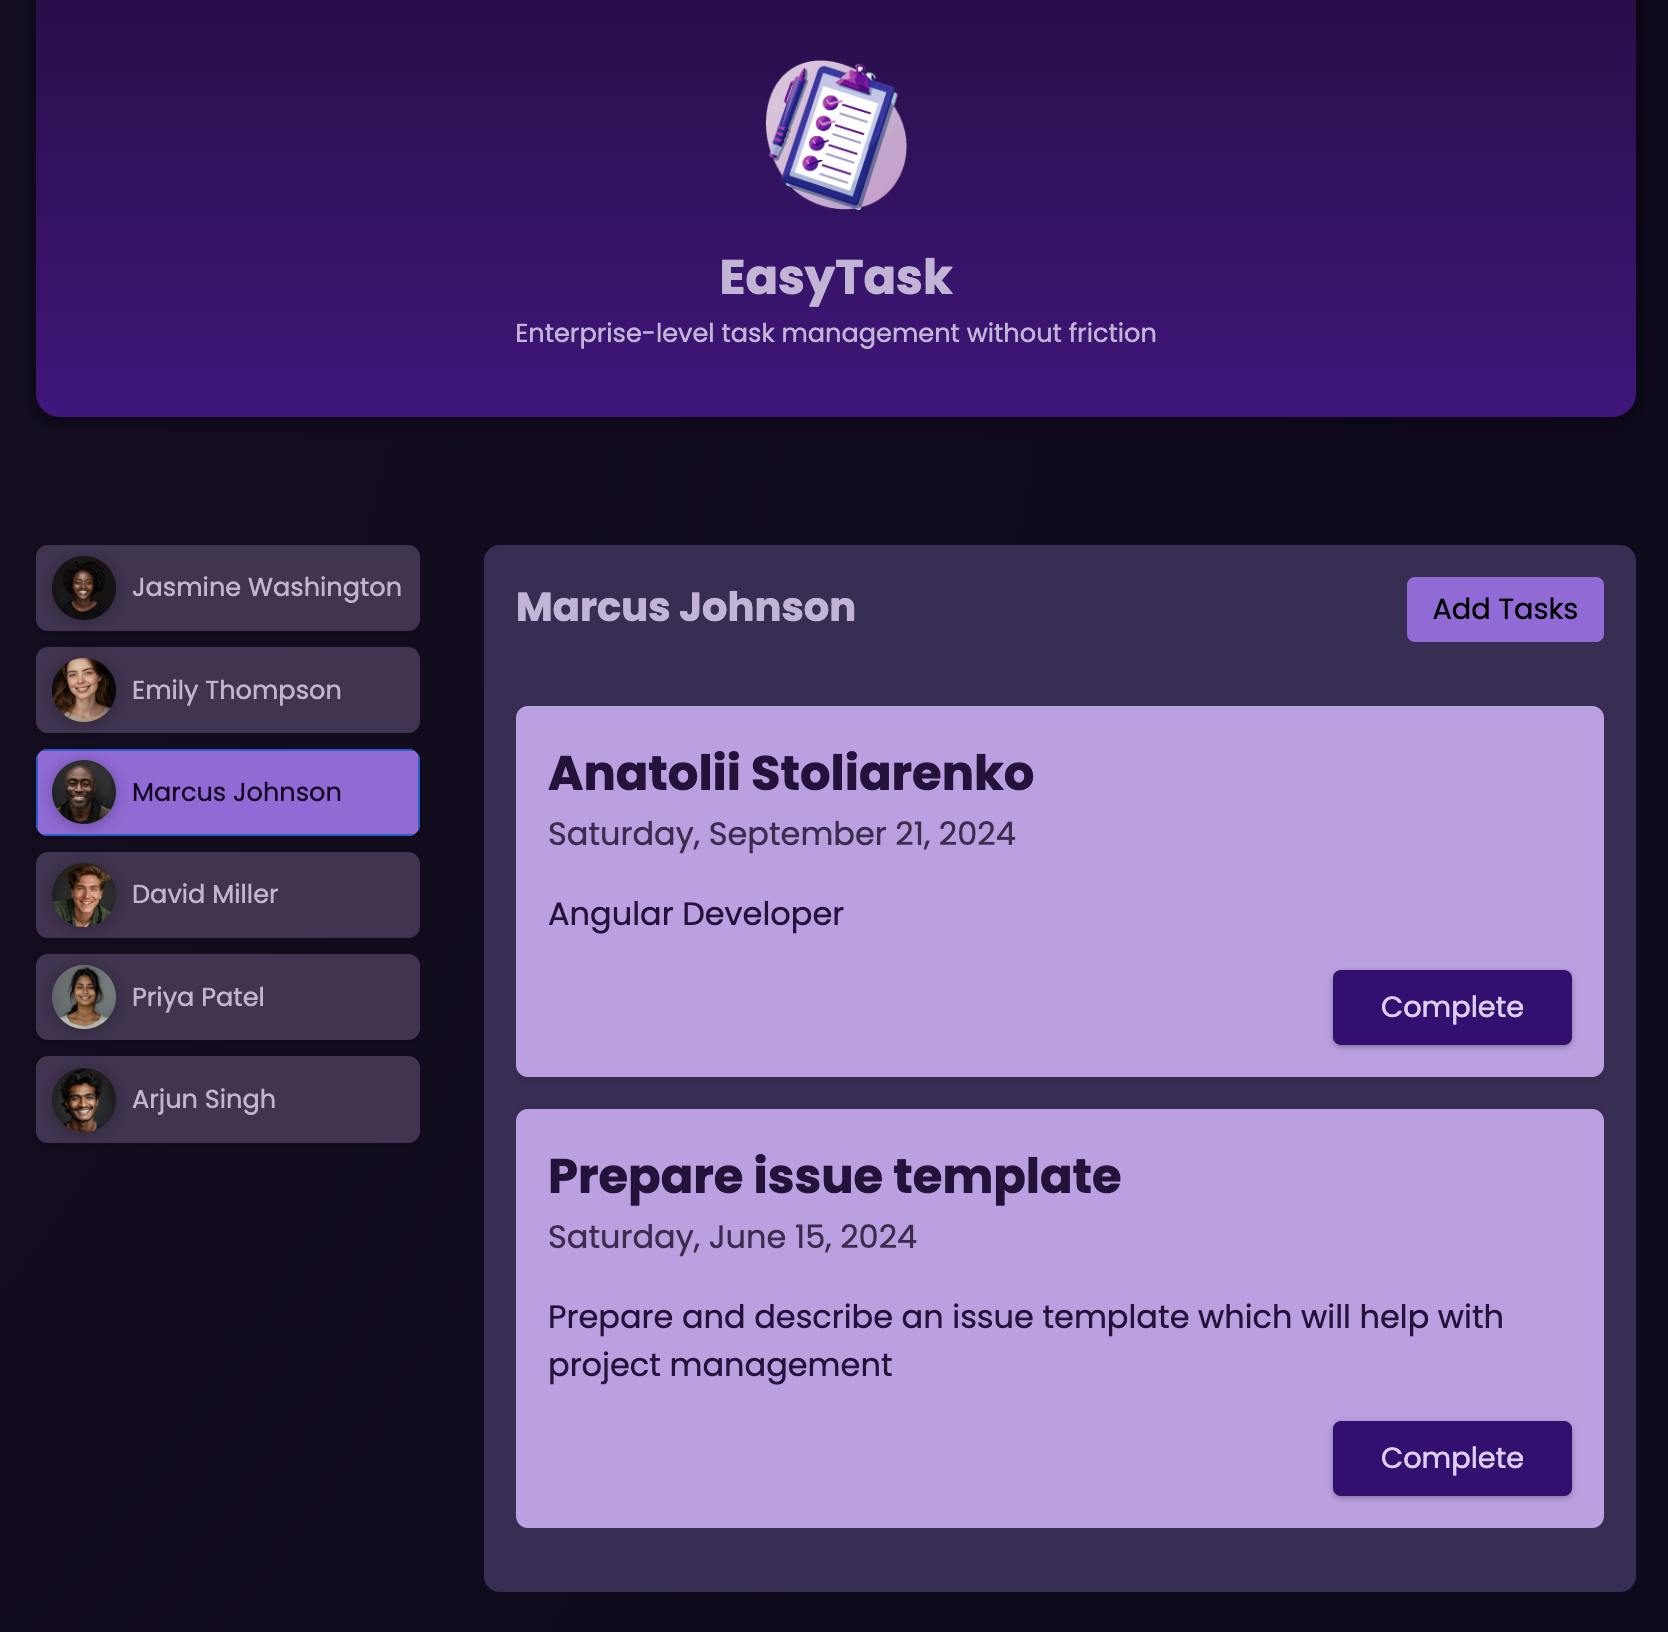 EasyTask
Enterprise-level task management without friction
Jasmine Washington
Emily Thompson
Marcus Johnson
David Miller
Priya Patel
Arjun Singh
Marcus Johnson
Add Tasks
Anatolii Stoliarenko
Saturday, September 21, 2024
Angular Developer
Complete
Prepare issue template
Saturday, June 15, 2024
Prepare and describe an issue template which will help with
project management
Complete